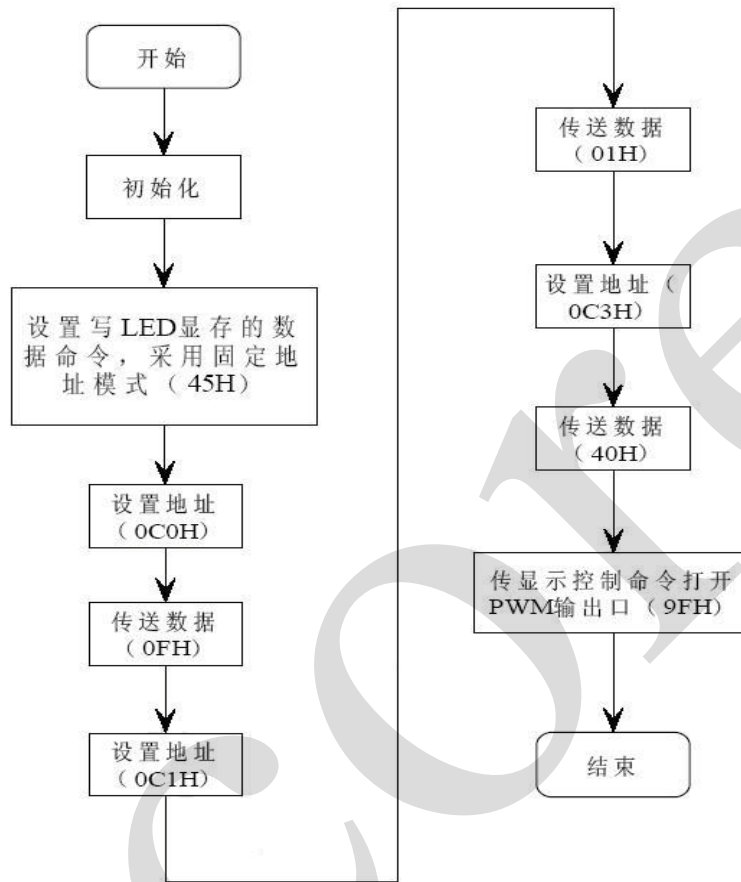 开始
初始化
设置写LED显存的数
据命令，采用固定地
址模式（45H）
设置地址
（0C0H）
传送数据
（0FH）
设置地址
（0C1H）
传送数据
（01H）
设置地址（
0C3H）
传送数据
（40H）
传显示控制命令打开
PWM输出口（9FH）
结束
core